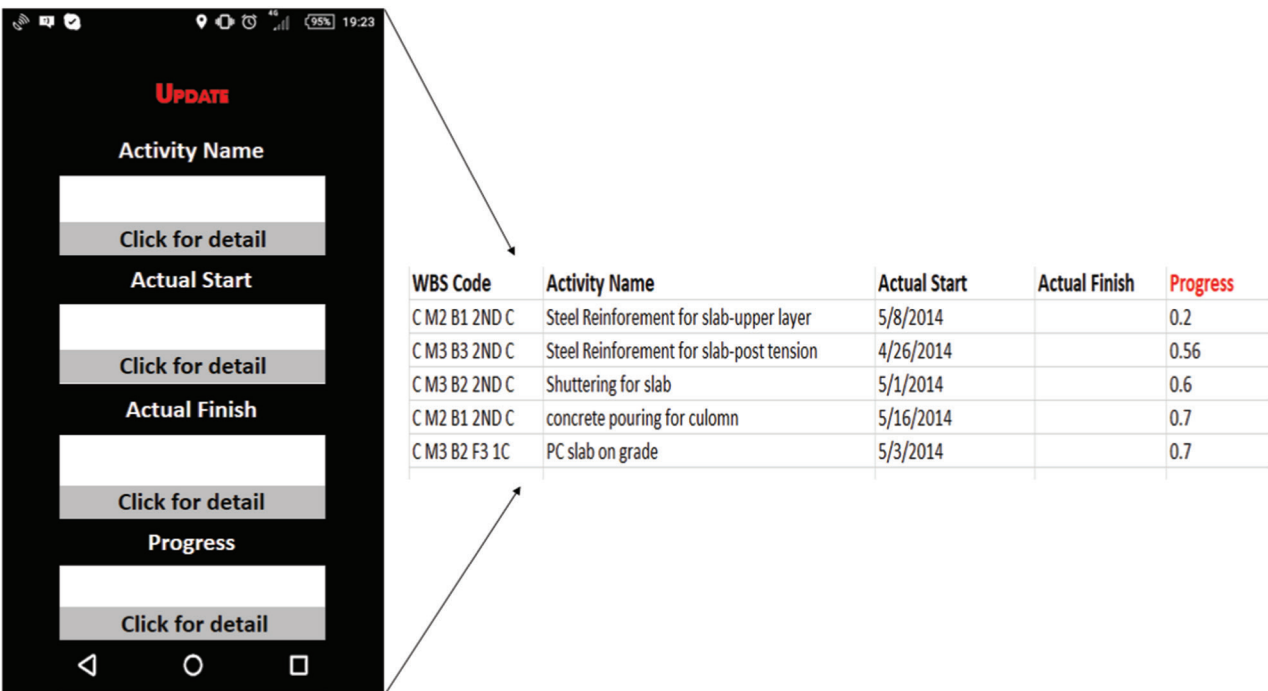 4G 95% 19:23
UPDATE
Activity Name
Click for detail
Actual Start
Click for detail
Actual Finish
Click for detail
Progress
Click for detail
WBS Code Activity Name Actual Start Actual Finish Progress
C M2 B1 2ND C Steel Reinforement for slab-upper layer 5/8/2014 0.2
C M3 B3 2ND C Steel Reinforement for slab-post tension 4/26/2014 0.56
C M3 B2 2ND C Shuttering for slab 5/1/2014 0.6
C M2 B1 2ND C concrete pouring for culomn 5/16/2014 0.7
C M3 B2 F3 1C PC slab on grade 5/3/2014 0.7